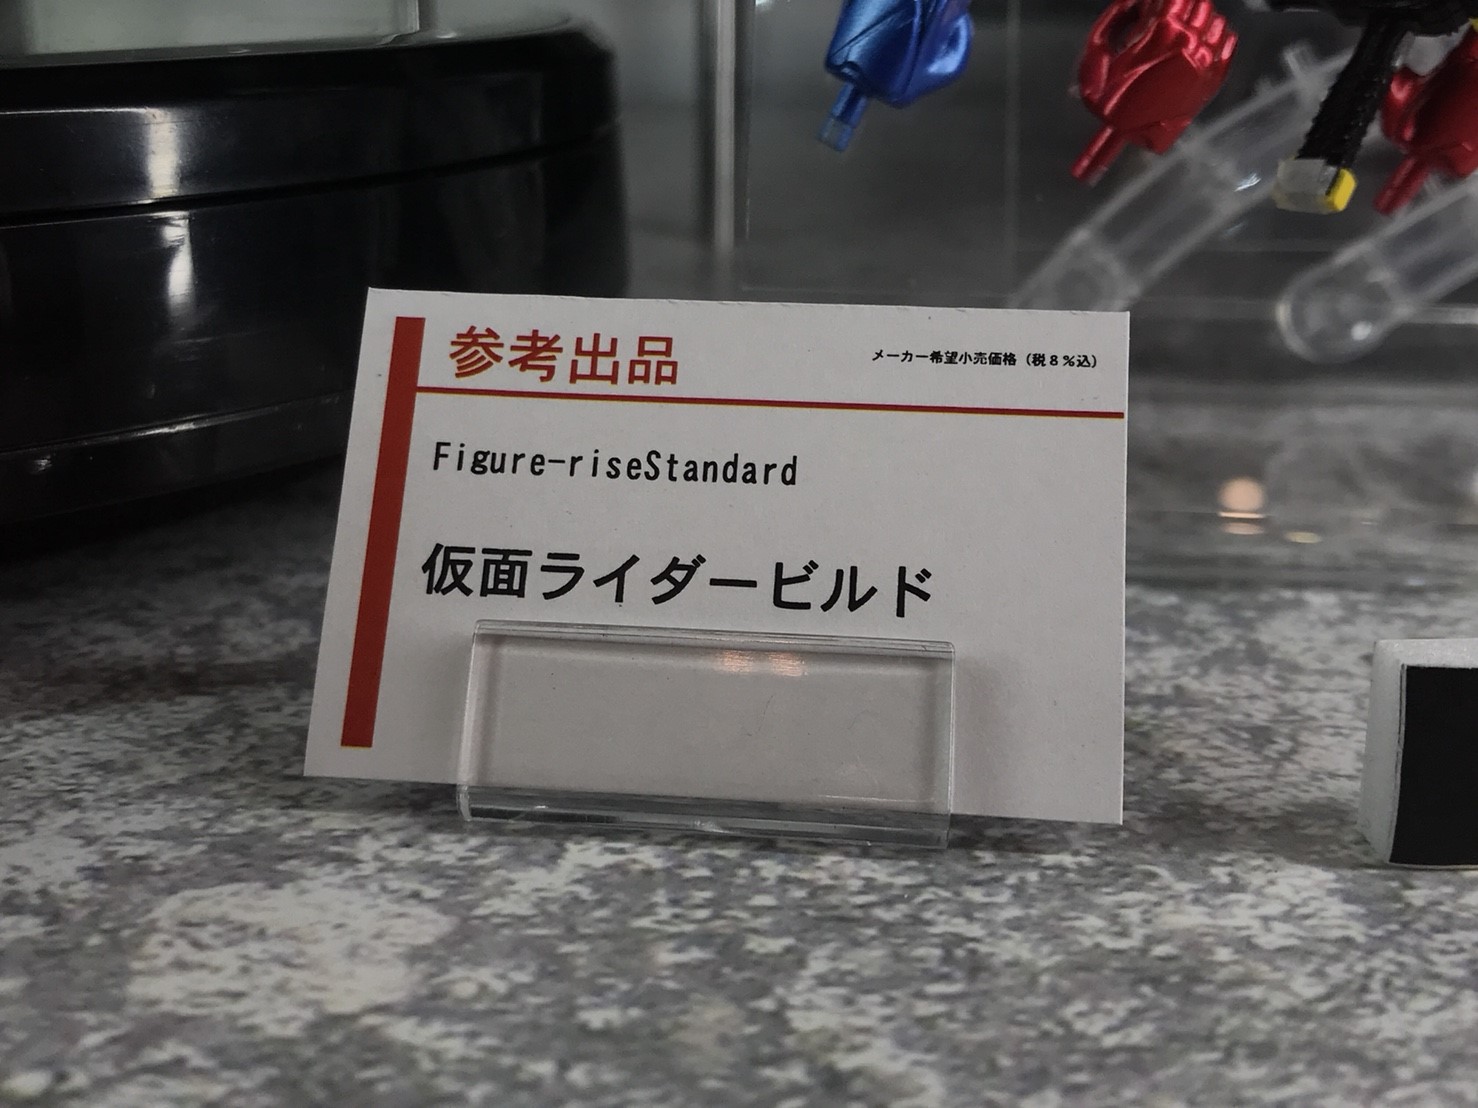 参考出品
メーカー希望小売価格（税８％込）
Figure-riseStandard
仮面ライダービルド